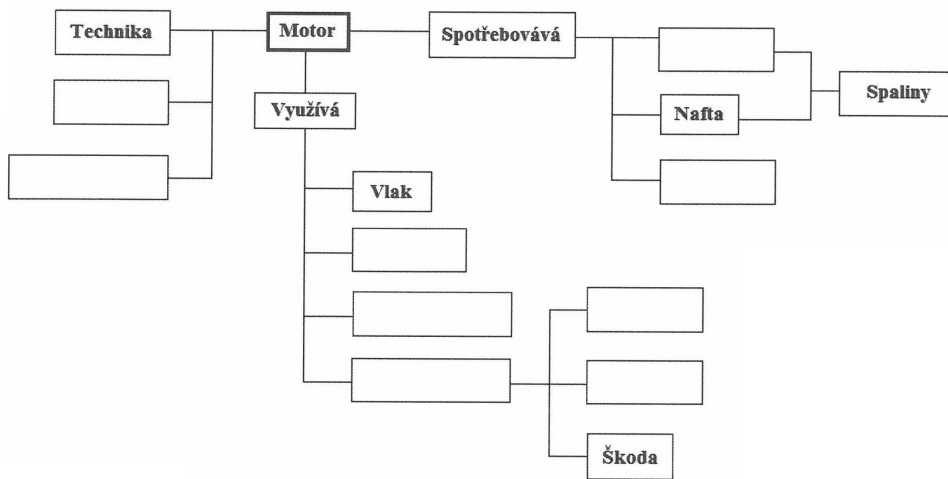 Technika
Motor
Spotřebovává
Spaliny
Využívá
Nafta
Vlak
Škoda